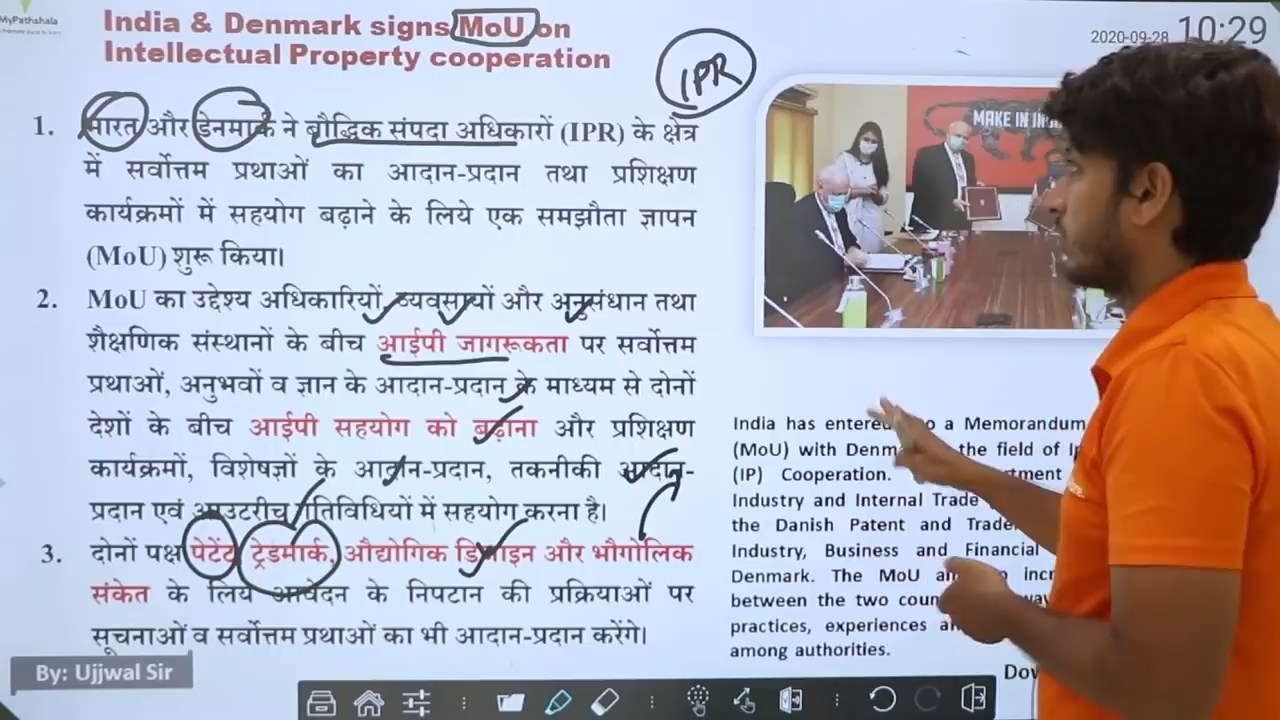 MyPathshala
India & Denmark signs MoU on
Intellectual Property cooperation
IPR
2020-09-28 10:29
1. भारत और डेनमार्क ने बौद्धिक संपदा अधिकारों (IPR) के क्षेत्र
में सर्वोत्तम प्रथाओं का आदान-प्रदान तथा प्रशिक्षण
कार्यक्रमों में सहयोग बढ़ाने के लिये एक समझौता ज्ञापन
(MoU) शुरू किया।
2. MoU का उद्देश्य अधिकारियों, व्यवसायों और अनुसंधान तथा
शैक्षणिक संस्थानों के बीच आईपी जागरूकता पर सर्वोत्तम
प्रथाओं, अनुभवों व ज्ञान के आदान-प्रदान के माध्यम से दोनों
देशों के बीच आईपी सहयोग को बढ़ाना और प्रशिक्षण
कार्यक्रमों, विशेषज्ञों के आदान-प्रदान, तकनीकी आदान-
प्रदान एवं आउटरीच गतिविधियों में सहयोग करना है।
3. दोनों पक्ष पेटेंट, ट्रेडमार्क, औद्योगिक डिजाइन और भौगोलिक
संकेत के लिये आवेदन के निपटान की प्रक्रियाओं पर
सूचनाओं व सर्वोत्तम प्रथाओं का भी आदान-प्रदान करेंगे।
MAKE IN
India has entered a Memorandum
(MoU) with the field of
(IP) Cooperation.
Industry and Internal Trade
the Danish Patent and
Industry, Business and Financial
Denmark. The MoU
between the two
practices, experiences
among authorities.
By: Ujjwal Sir